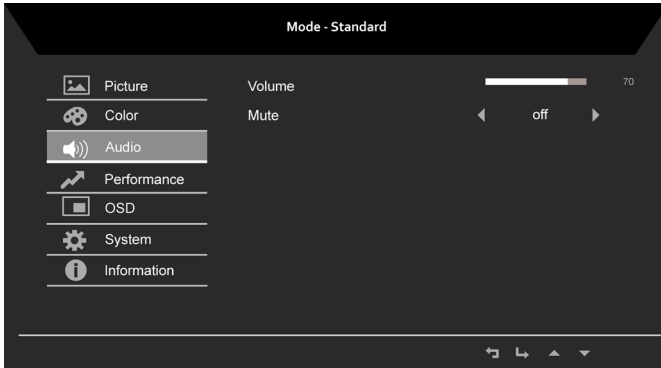 Mode - Standard
Picture
Volume
70
Color
Mute
off
Audio
Performance
OSD
System
Information